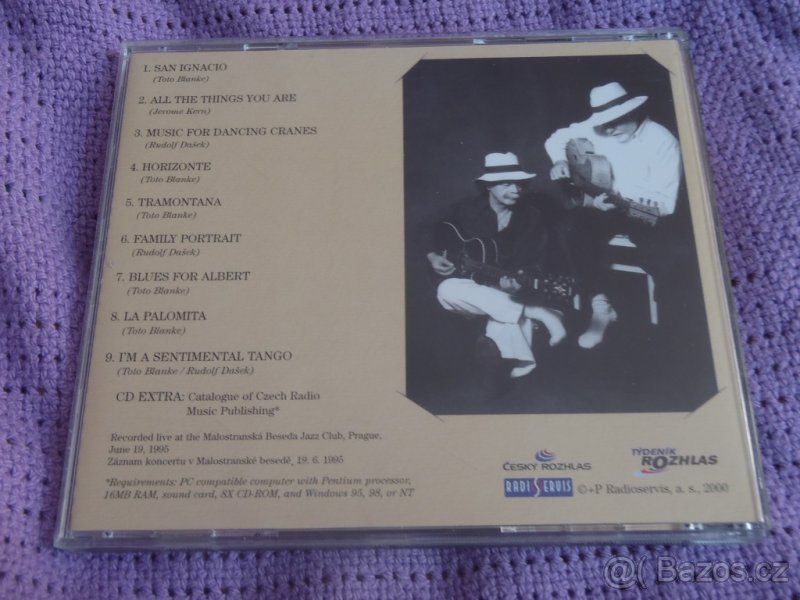 1. SAN IGNACIO
(Toto Blanke)
2. ALL THE THINGS YOU ARE
(Jerome Kern)
3. MUSIC FOR DANCING CRANES
(Rudolf Dašek)
4. HORIZONTE
(Toto Blanke)
5. TRAMONTANA
(Toto Blanke)
6. FAMILY PORTRAIT
(Rudolf Dašek)
7. BLUES FOR ALBERT
(Toto Blanke)
8. LA PALOMITA
(Toto Blanke)
9. I'M A SENTIMENTAL TANGO
(Toto Blanke / Rudolf Dašek)
CD EXTRA: Catalogue of Czech Radio
Music Publishing*
Recorded live at the Malostranská Beseda Jazz Club, Prague,
June 19, 1995
Záznam koncertu v Malostranské besedě, 19. 6. 1995
*Requirements: PC compatible computer with Pentium processor,
16MB RAM, sound card, 8X CD-ROM, and Windows 95, 98, or NT
ČESKÝ ROZHLAS
TÝDENÍK
ROZHLAS
RADIOSERVIS
©+P Radioservis, a. s., 2000
@( Bazos.cz